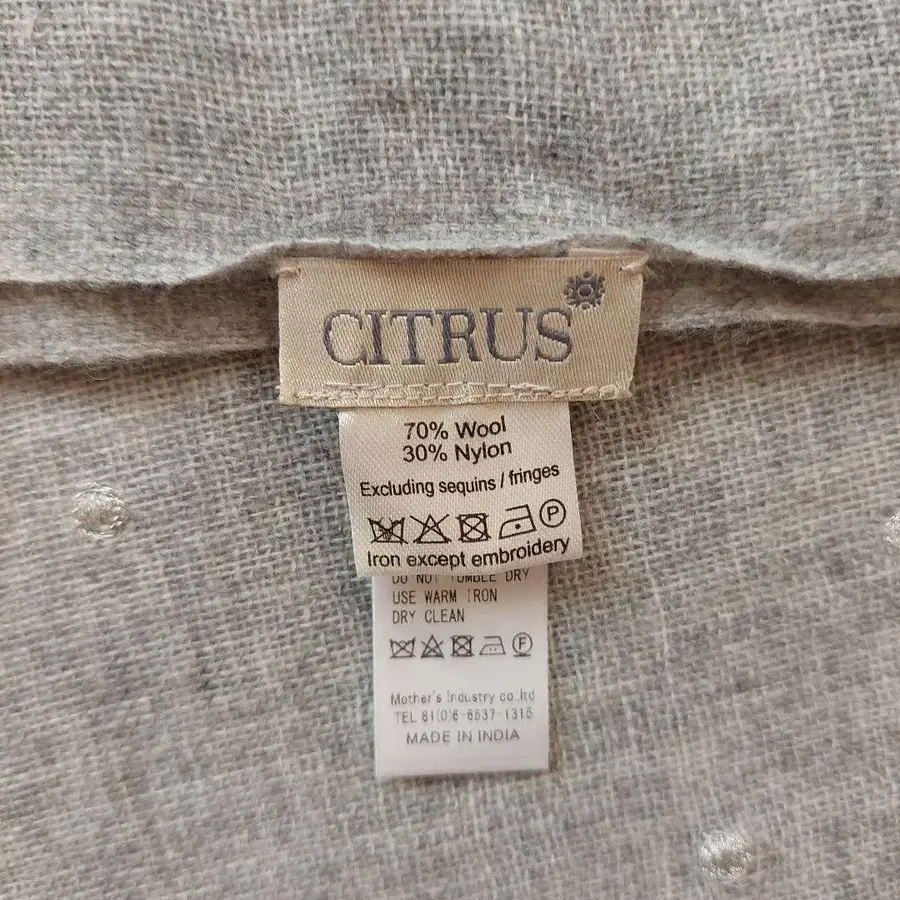 CITRUS
70% Wool
30% Nylon
Excluding sequins / fringes
P
Iron except embroidery
DO NOT TUMBLE DRY
USE WARM IRON
DRY CLEAN
F
Mother's Industry co.,ltd
TEL 81(0)6-6637-1316
MADE IN INDIA